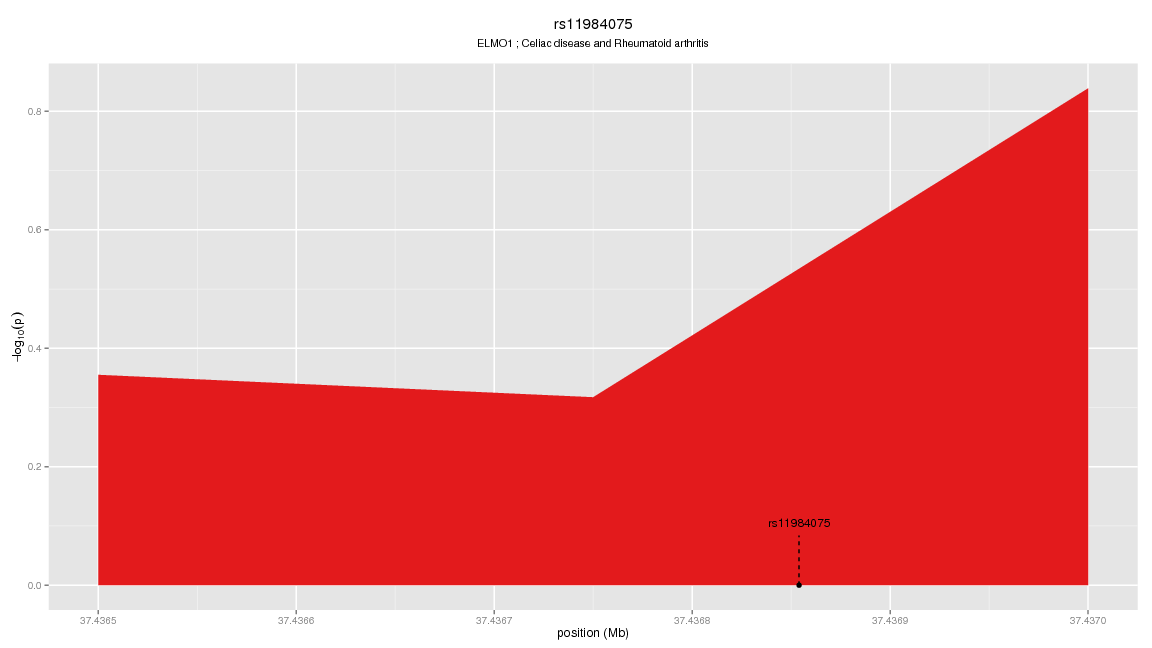 rs11984075
ELMO1 ; Celiac disease and Rheumatoid arthritis
−log₁₀(p)
0.8
0.6
0.4
0.2
0.0
rs11984075
37.4365 37.4366 37.4367 37.4368 37.4369 37.4370
position (Mb)